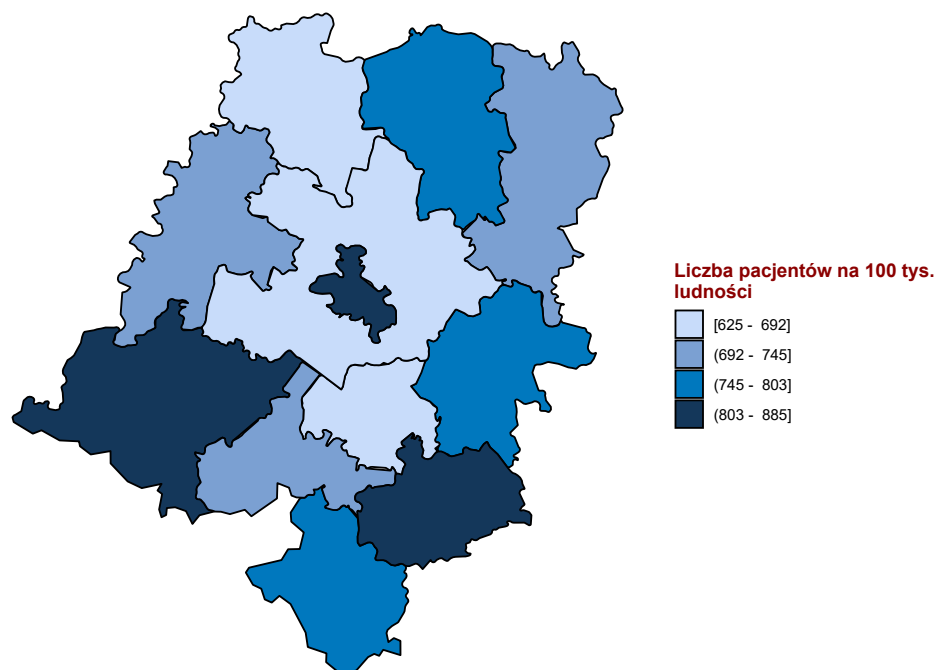 Liczba pacjentów na 100 tys.
ludności
[625 - 692]
(692 - 745]
(745 - 803]
(803 - 885]